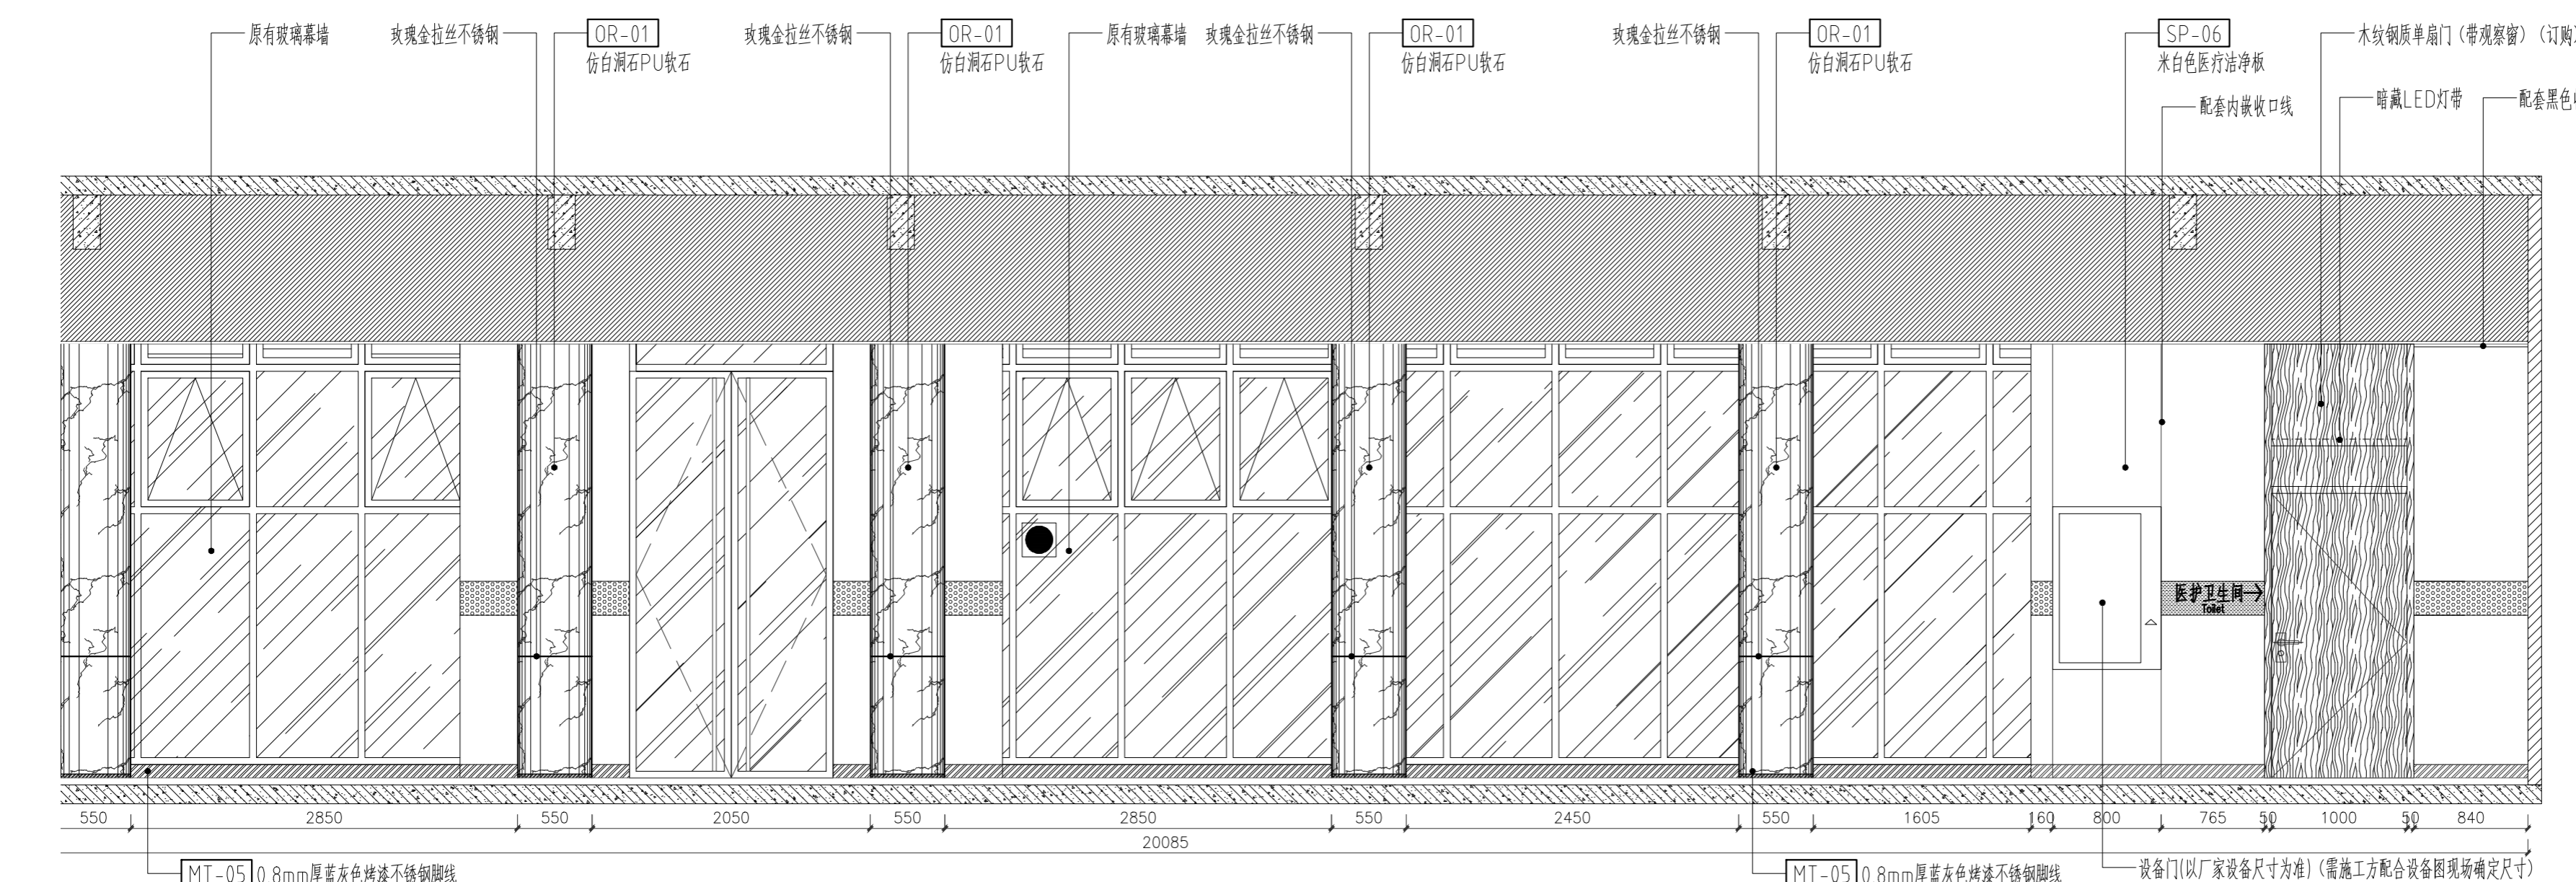 原有玻璃幕墙
玫瑰金拉丝不锈钢
OR-01
仿白洞石PU软石
玫瑰金拉丝不锈钢
OR-01
仿白洞石PU软石
原有玻璃幕墙
玫瑰金拉丝不锈钢
OR-01
仿白洞石PU软石
玫瑰金拉丝不锈钢
OR-01
仿白洞石PU软石
SP-06
米白色医疗洁净板
配套内嵌收口线
木纹钢质单扇门（带观察窗）（订购
暗藏LED灯带
配套黑色
医护卫生间→
Toilet
550 2850 550 2050 550 2850 550 2450 550 1605 160 800 765 50 1000 50 840
20085
MT-05 0.8mm厚蓝灰色烤漆不锈钢脚线
MT-05 0.8mm厚蓝灰色烤漆不锈钢脚线
设备门(以厂家设备尺寸为准)（需施工方配合设备图现场确定尺寸）